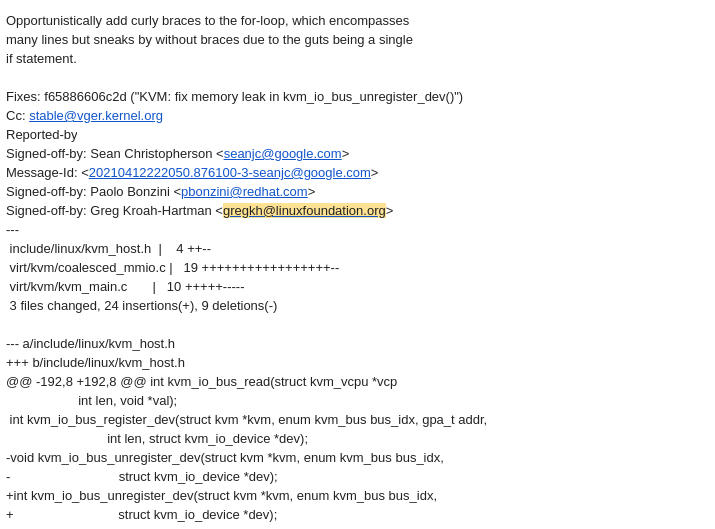 Opportunistically add curly braces to the for-loop, which encompasses
many lines but sneaks by without braces due to the guts being a single
if statement.
Fixes: f65886606c2d ("KVM: fix memory leak in kvm_io_bus_unregister_dev()")
Cc: stable@vger.kernel.org
Reported-by
Signed-off-by: Sean Christopherson <seanjc@google.com>
Message-Id: <20210412222050.876100-3-seanjc@google.com>
Signed-off-by: Paolo Bonzini <pbonzini@redhat.com>
Signed-off-by: Greg Kroah-Hartman <gregkh@linuxfoundation.org>
---
 include/linux/kvm_host.h  |    4 ++--
 virt/kvm/coalesced_mmio.c |   19 +++++++++++++++++--
 virt/kvm/kvm_main.c       |   10 +++++-----
 3 files changed, 24 insertions(+), 9 deletions(-)
--- a/include/linux/kvm_host.h
+++ b/include/linux/kvm_host.h
@@ -192,8 +192,8 @@ int kvm_io_bus_read(struct kvm_vcpu *vcp
                    int len, void *val);
 int kvm_io_bus_register_dev(struct kvm *kvm, enum kvm_bus bus_idx, gpa_t addr,
                            int len, struct kvm_io_device *dev);
-void kvm_io_bus_unregister_dev(struct kvm *kvm, enum kvm_bus bus_idx,
-                              struct kvm_io_device *dev);
+int kvm_io_bus_unregister_dev(struct kvm *kvm, enum kvm_bus bus_idx,
+                             struct kvm_io_device *dev);